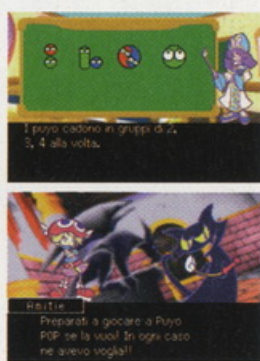 I puyo cadono in gruppi di 2,
3, 4 alla volta.
Amitie
Preparati a giocare a Puyo
POP se la vuoi! In ogni caso
ne avevo voglia!!